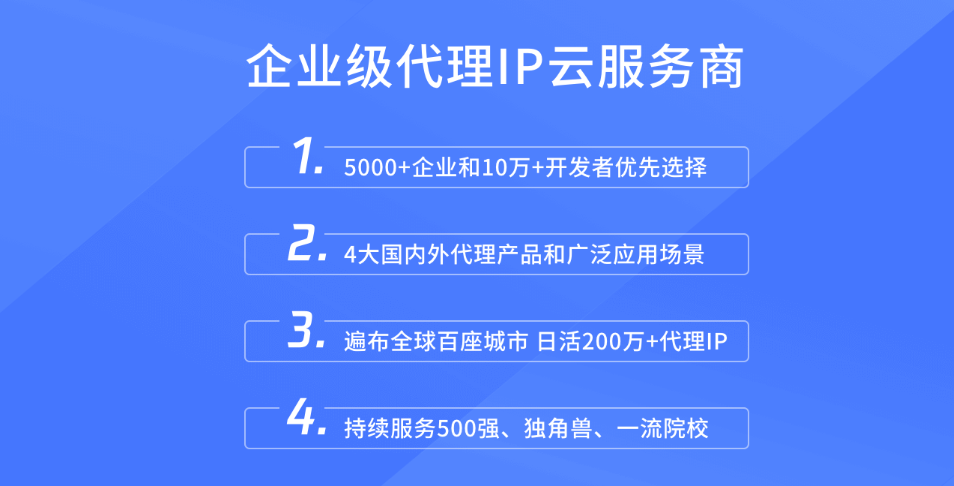 企业级代理IP云服务商
1. 5000+企业和10万+开发者优先选择
2. 4大国内外代理产品和广泛应用场景
3. 遍布全球百座城市 日活200万+代理IP
4. 持续服务500强、独角兽、一流院校